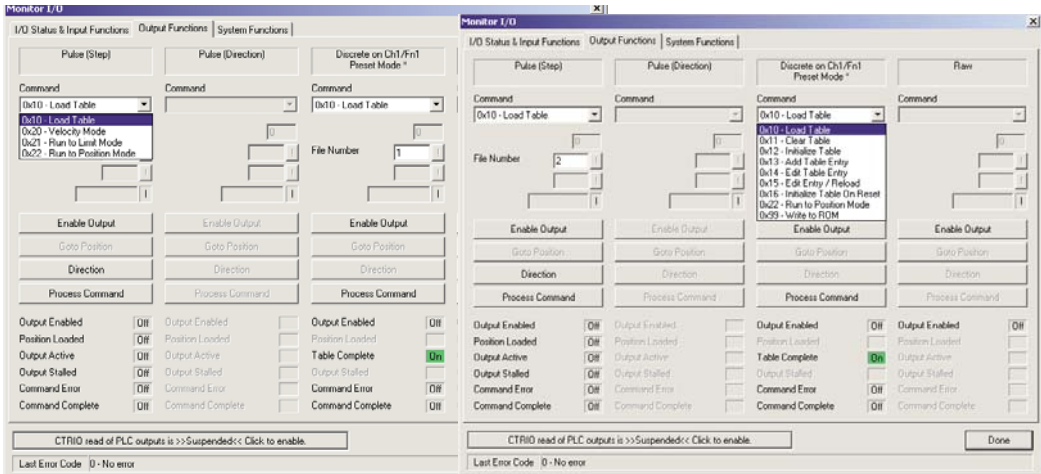 Monitor I/O
I/O Status & Input Functions Output Functions System Functions
Pulse (Step) Pulse (Direction) Discrete on Ch1/Fn1
Preset Mode *
Command Command Command
0x10 - Load Table 0x10 - Load Table
0x10 - Load Table
0x20 - Velocity Mode 0 0
0x21 - Run to Limit Mode
0x22 - Run to Position Mode File Number 1
Enable Output Enable Output Enable Output
Goto Position Goto Position Goto Position
Direction Direction Direction
Process Command Process Command Process Command
Output Enabled Off Output Enabled Output Enabled Off
Position Loaded Off Position Loaded Position Loaded
Output Active Off Output Active Table Complete On
Output Stalled Off Output Stalled Output Stalled
Command Error Off Command Error Command Error Off
Command Complete Off Command Complete Command Complete Off
CTRIO read of PLC outputs is >>Suspended<< Click to enable.
Last Error Code 0 - No error
Monitor I/O
I/O Status & Input Functions Output Functions System Functions
Pulse (Step) Pulse (Direction) Discrete on Ch1/Fn1 Raw
Preset Mode *
Command Command Command Command
0x10 - Load Table 0x10 - Load Table
0x10 - Load Table
0x11 - Clear Table
0 0 0x12 - Initialize Table 0
File Number 2 0x13 - Add Table Entry
0x14 - Edit Table Entry
0x15 - Edit Entry / Reload
0x16 - Initialize Table On Reset
0x22 - Run to Position Mode
0x99 - Write to ROM
Enable Output Enable Output Enable Output Enable Output
Goto Position Goto Position Goto Position Goto Position
Direction Direction Direction Direction
Process Command Process Command Process Command Process Command
Output Enabled Off Output Enabled Output Enabled Off Output Enabled Off
Position Loaded Off Position Loaded Position Loaded Position Loaded
Output Active Off Output Active Table Complete On Output Active
Output Stalled Off Output Stalled Output Stalled Output Stalled
Command Error Off Command Error Command Error Off Command Error
Command Complete Off Command Complete Command Complete Off Command Complete
CTRIO read of PLC outputs is >>Suspended<< Click to enable. Done
Last Error Code 0 - No error